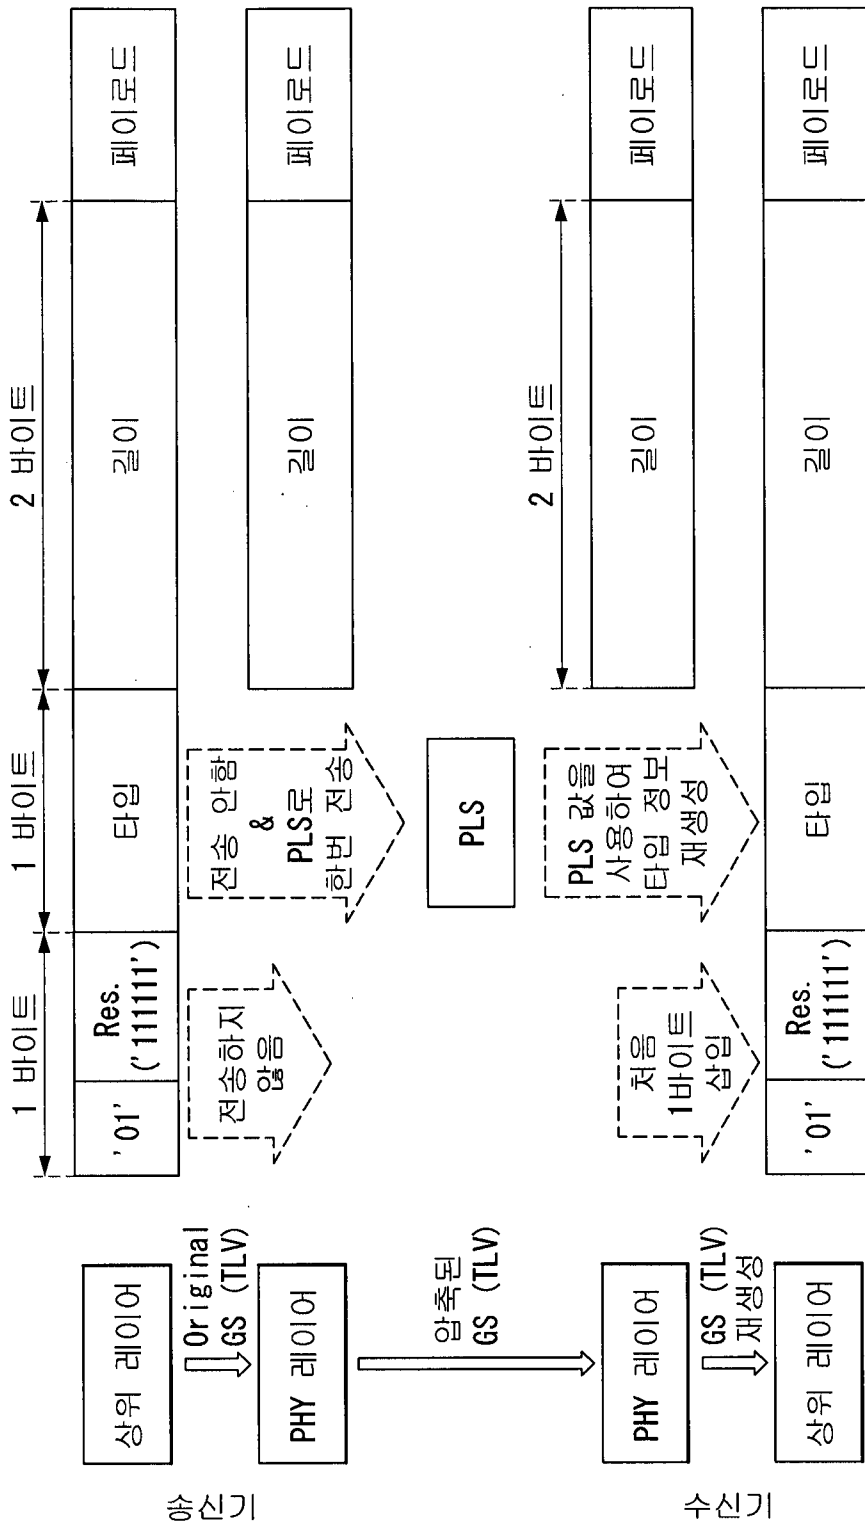 송신기
상위 레이어
Original
GS (TLV)
PHY 레이어
압축된
GS (TLV)
수신기
PHY 레이어
GS (TLV)
재생성
상위 레이어
1 바이트
1 바이트
2 바이트
'01'
Res.
('111111')
타입
길이
페이로드
전송하지
않음
전송 안함
&
PLS로
한번 전송
길이
페이로드
PLS
2 바이트
처음
1바이트
삽입
PLS 값을
사용하여
타입 정보
재생성
길이
페이로드
'01'
Res.
('111111')
타입
길이
페이로드